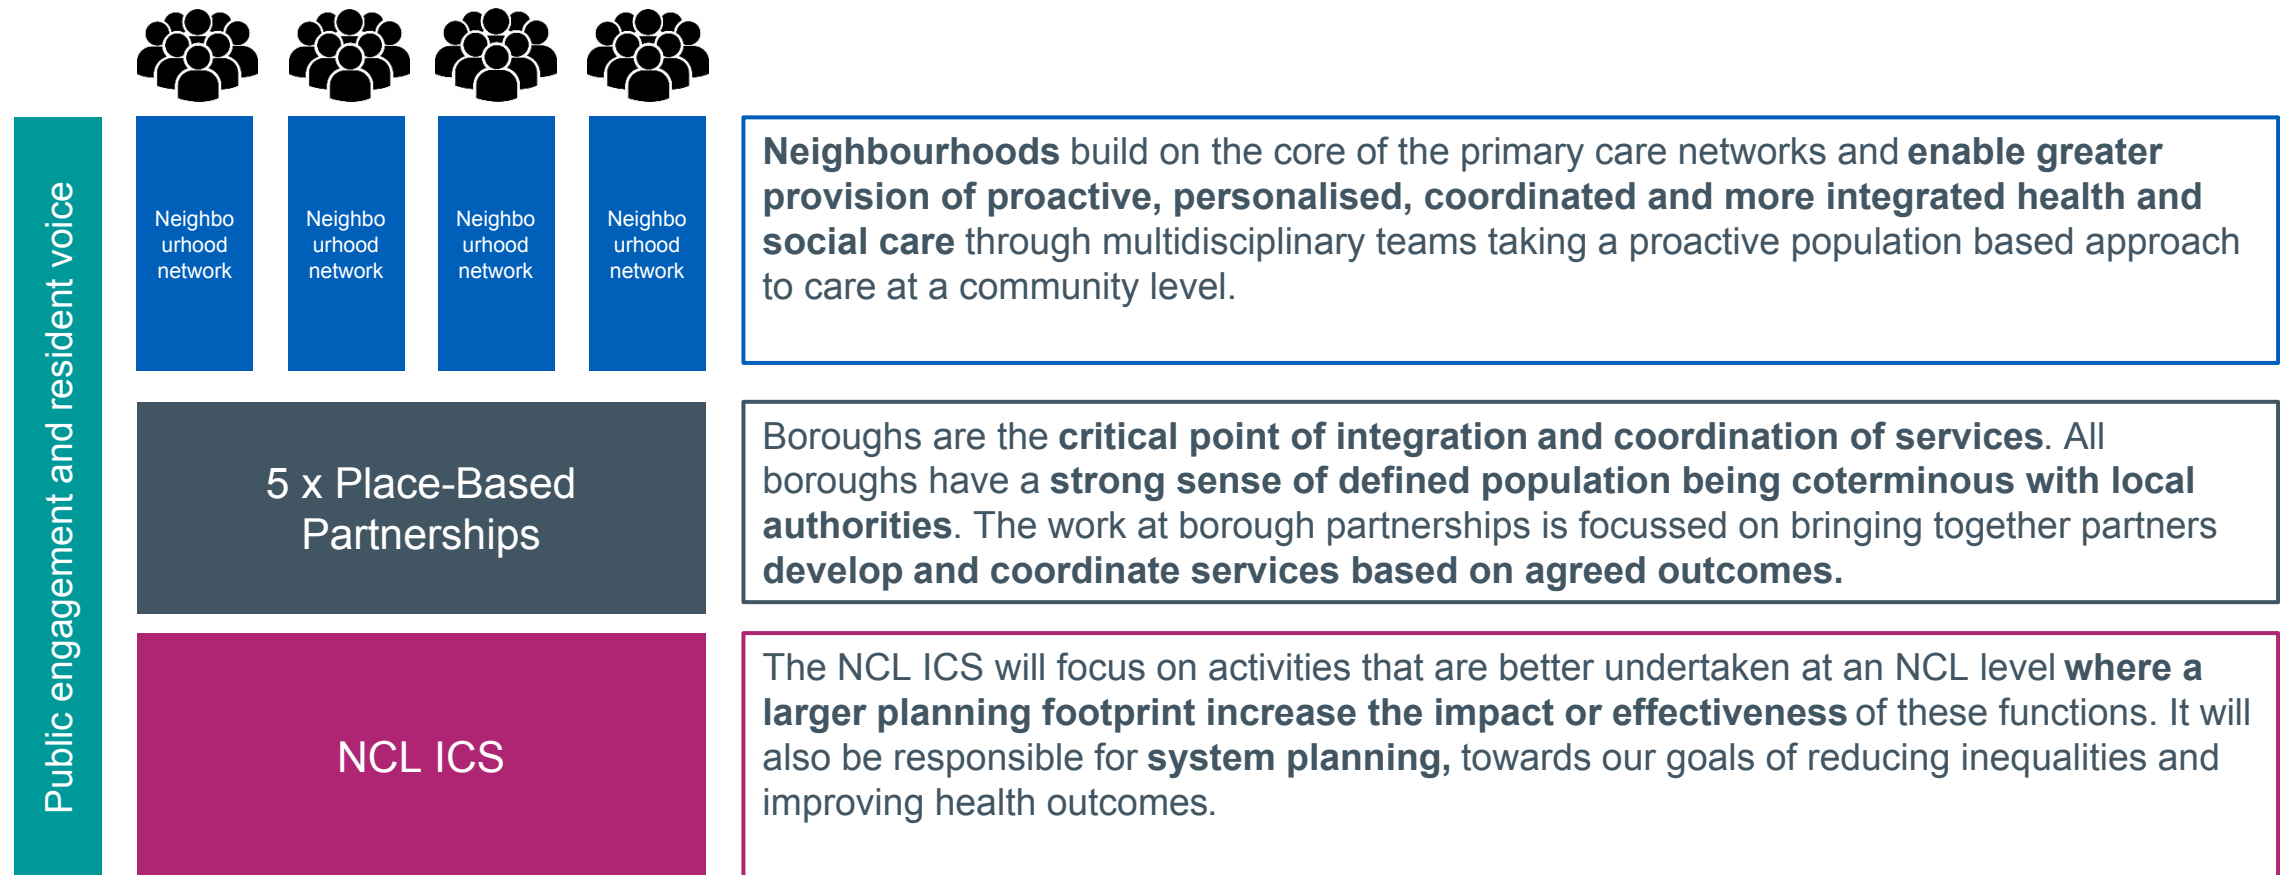 Public engagement and resident voice
Neighbo
urhood
network
Neighbo
urhood
network
Neighbo
urhood
network
Neighbo
urhood
network
Neighbourhoods build on the core of the primary care networks and enable greater
provision of proactive, personalised, coordinated and more integrated health and
social care through multidisciplinary teams taking a proactive population based approach
to care at a community level.
5 x Place-Based
Partnerships
Boroughs are the critical point of integration and coordination of services. All
boroughs have a strong sense of defined population being coterminous with local
authorities. The work at borough partnerships is focussed on bringing together partners
develop and coordinate services based on agreed outcomes.
NCL ICS
The NCL ICS will focus on activities that are better undertaken at an NCL level where a
larger planning footprint increase the impact or effectiveness of these functions. It will
also be responsible for system planning, towards our goals of reducing inequalities and
improving health outcomes.